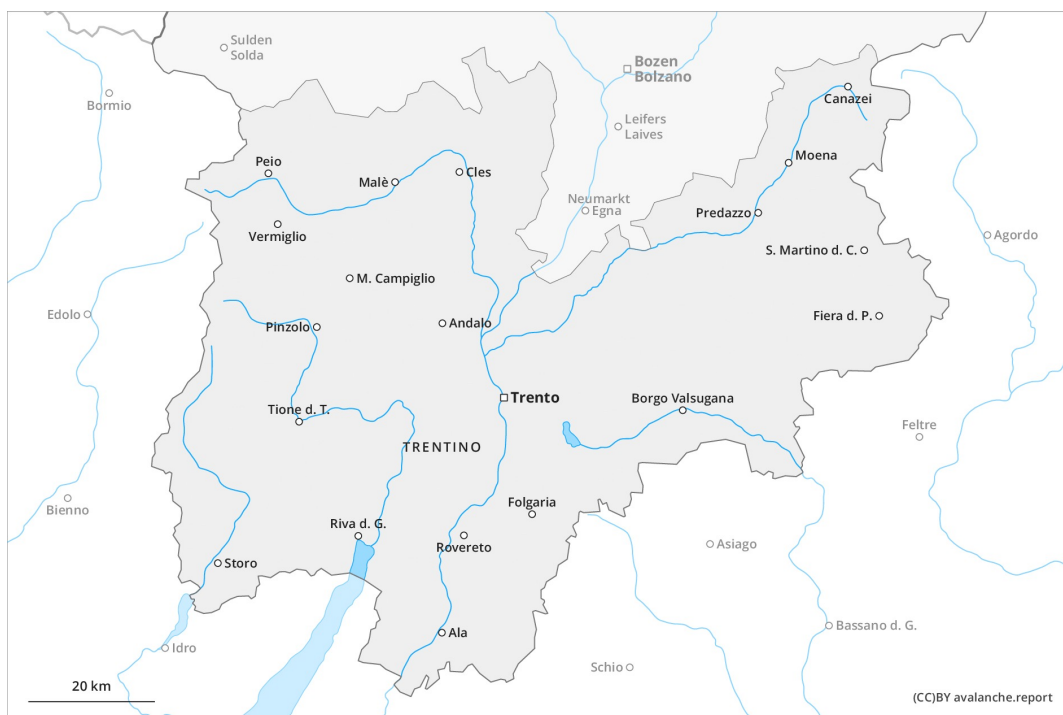 Sulden
Solda
Bozen
Bolzano
Bormio
Canazei
Leifers
Laives
Moena
Peio
Malè
Cles
Neumarkt
Egna
Predazzo
Vermiglio
Agordo
S. Martino d. C.
M. Campiglio
Edolo
Pinzolo
Andalo
Fiera d. P.
Trento
Borgo Valsugana
Tione d. T.
Feltre
TRENTINO
Bienno
Folgaria
Riva d. G.
Rovereto
Asiago
Storo
Ala
Bassano d. G.
Idro
Schio
20 km
(CC)BY avalanche.report